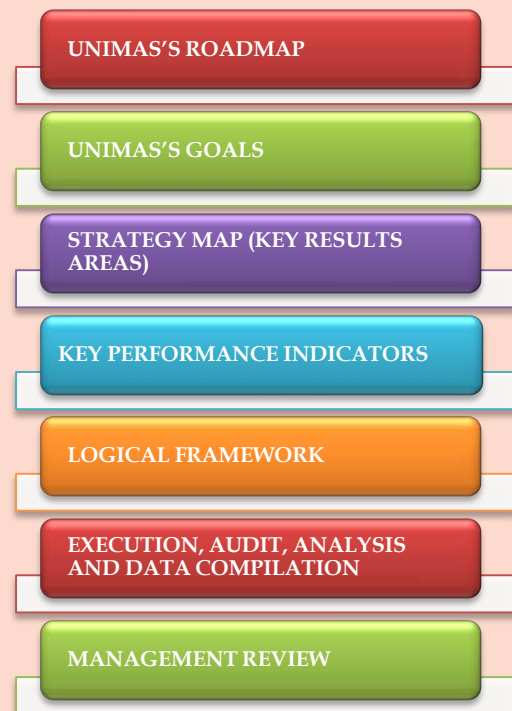 UNIMAS'S ROADMAP
UNIMAS'S GOALS
STRATEGY MAP (KEY RESULTS
AREAS)
KEY PERFORMANCE INDICATORS
LOGICAL FRAMEWORK
EXECUTION, AUDIT, ANALYSIS
AND DATA COMPILATION
MANAGEMENT REVIEW